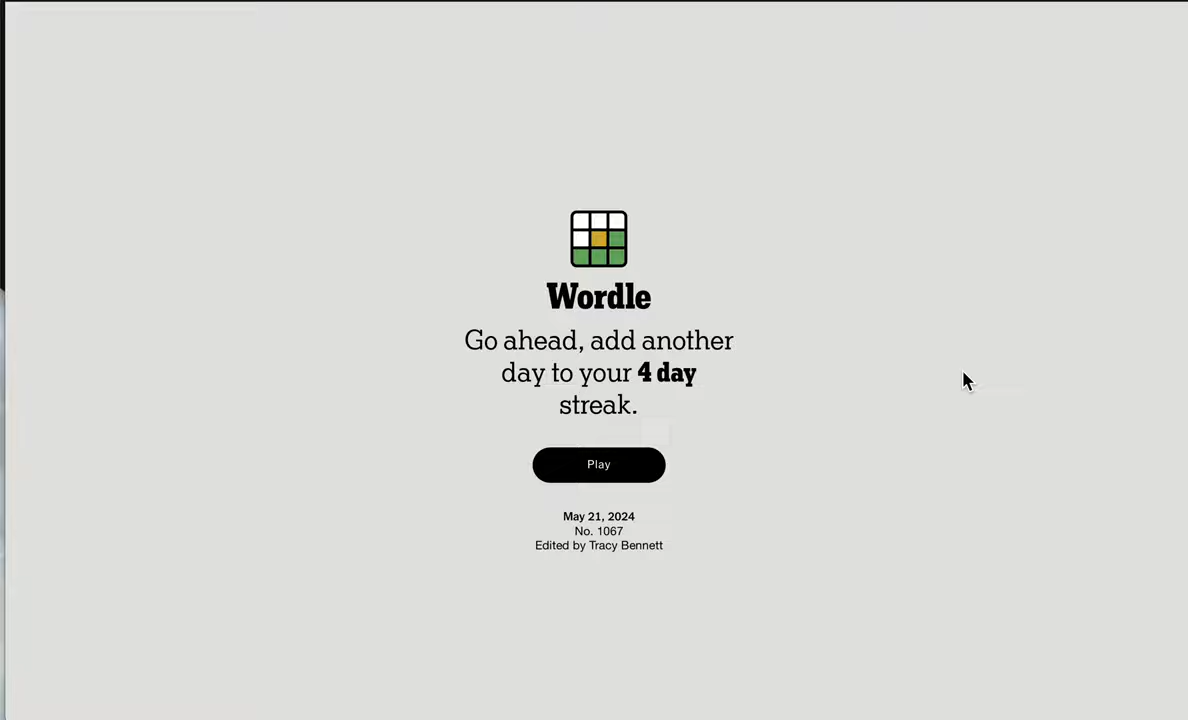 Wordle
Go ahead, add another
day to your 4 day
streak.
Play
May 21, 2024
No. 1067
Edited by Tracy Bennett